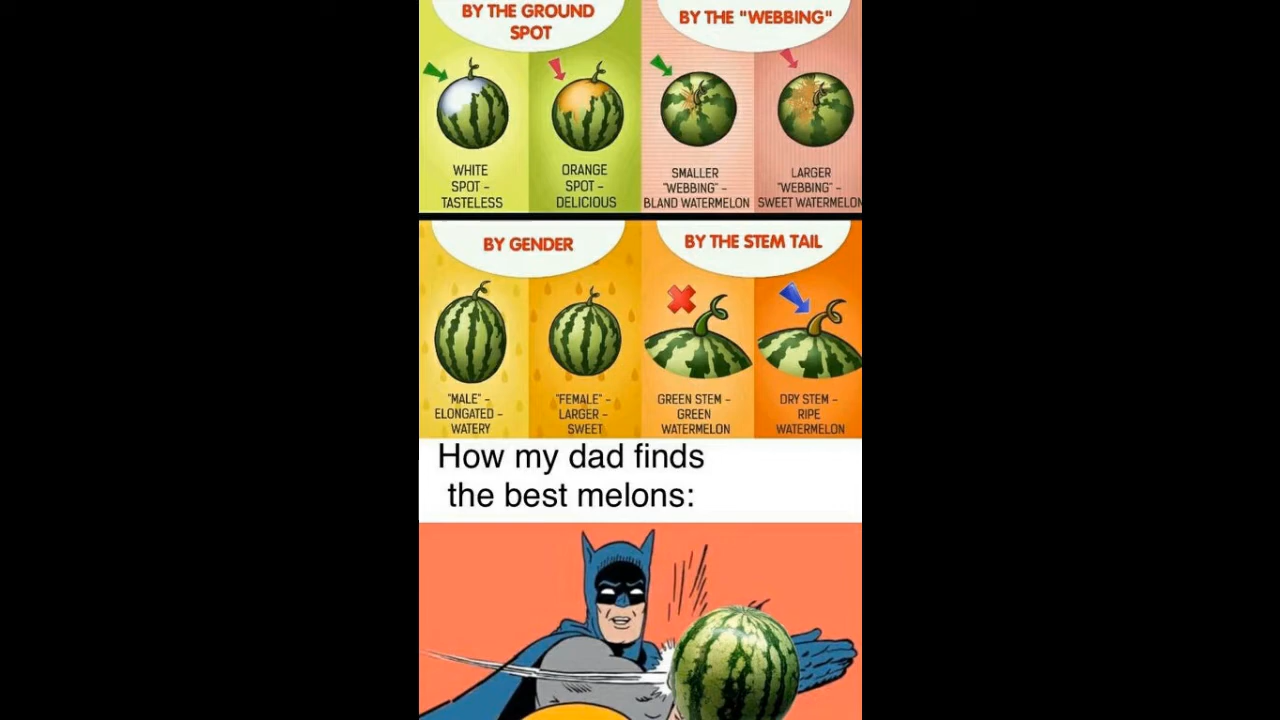 BY THE GROUND
SPOT
BY THE "WEBBING"
WHITE
SPOT -
TASTELESS
ORANGE
SPOT -
DELICIOUS
SMALLER
"WEBBING" -
BLAND WATERMELON
LARGER
"WEBBING" -
SWEET WATERMELON
BY GENDER
BY THE STEM TAIL
"MALE" -
ELONGATED -
WATERY
"FEMALE" -
LARGER -
SWEET
GREEN STEM -
GREEN
WATERMELON
DRY STEM -
RIPE
WATERMELON
How my dad finds
the best melons: